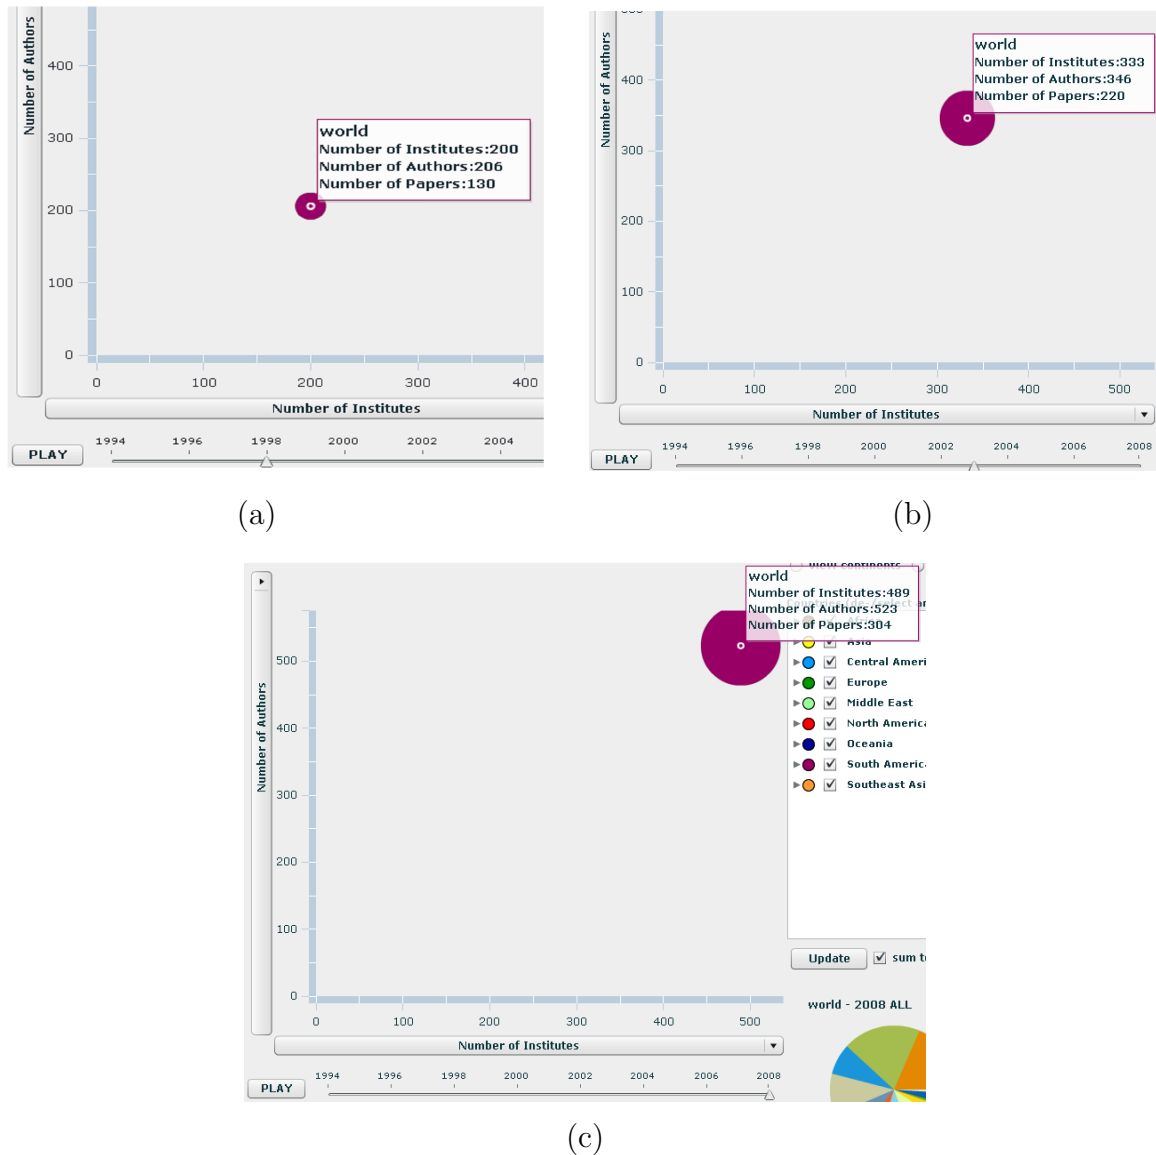 Number of Authors
400
300
200
100
0
world
Number of Institutes:200
Number of Authors:206
Number of Papers:130
0 100 200 300 400
Number of Institutes
PLAY
1994 1996 1998 2000 2002 2004
(a)
Number of Authors
400
300
200
100
0
world
Number of Institutes:333
Number of Authors:346
Number of Papers:220
0 100 200 300 400 500
Number of Institutes
PLAY
1994 1996 1998 2000 2002 2004 2006 2008
(b)
Number of Authors
500
400
300
200
100
0
world
Number of Institutes:489
Number of Authors:523
Number of Papers:304
Asia
Central Ameri
Europe
Middle East
North America
Oceania
South Americ
Southeast Asi
Update sum t
world - 2008 ALL
0 100 200 300 400 500
Number of Institutes
PLAY
1994 1996 1998 2000 2002 2004 2006 2008
(c)